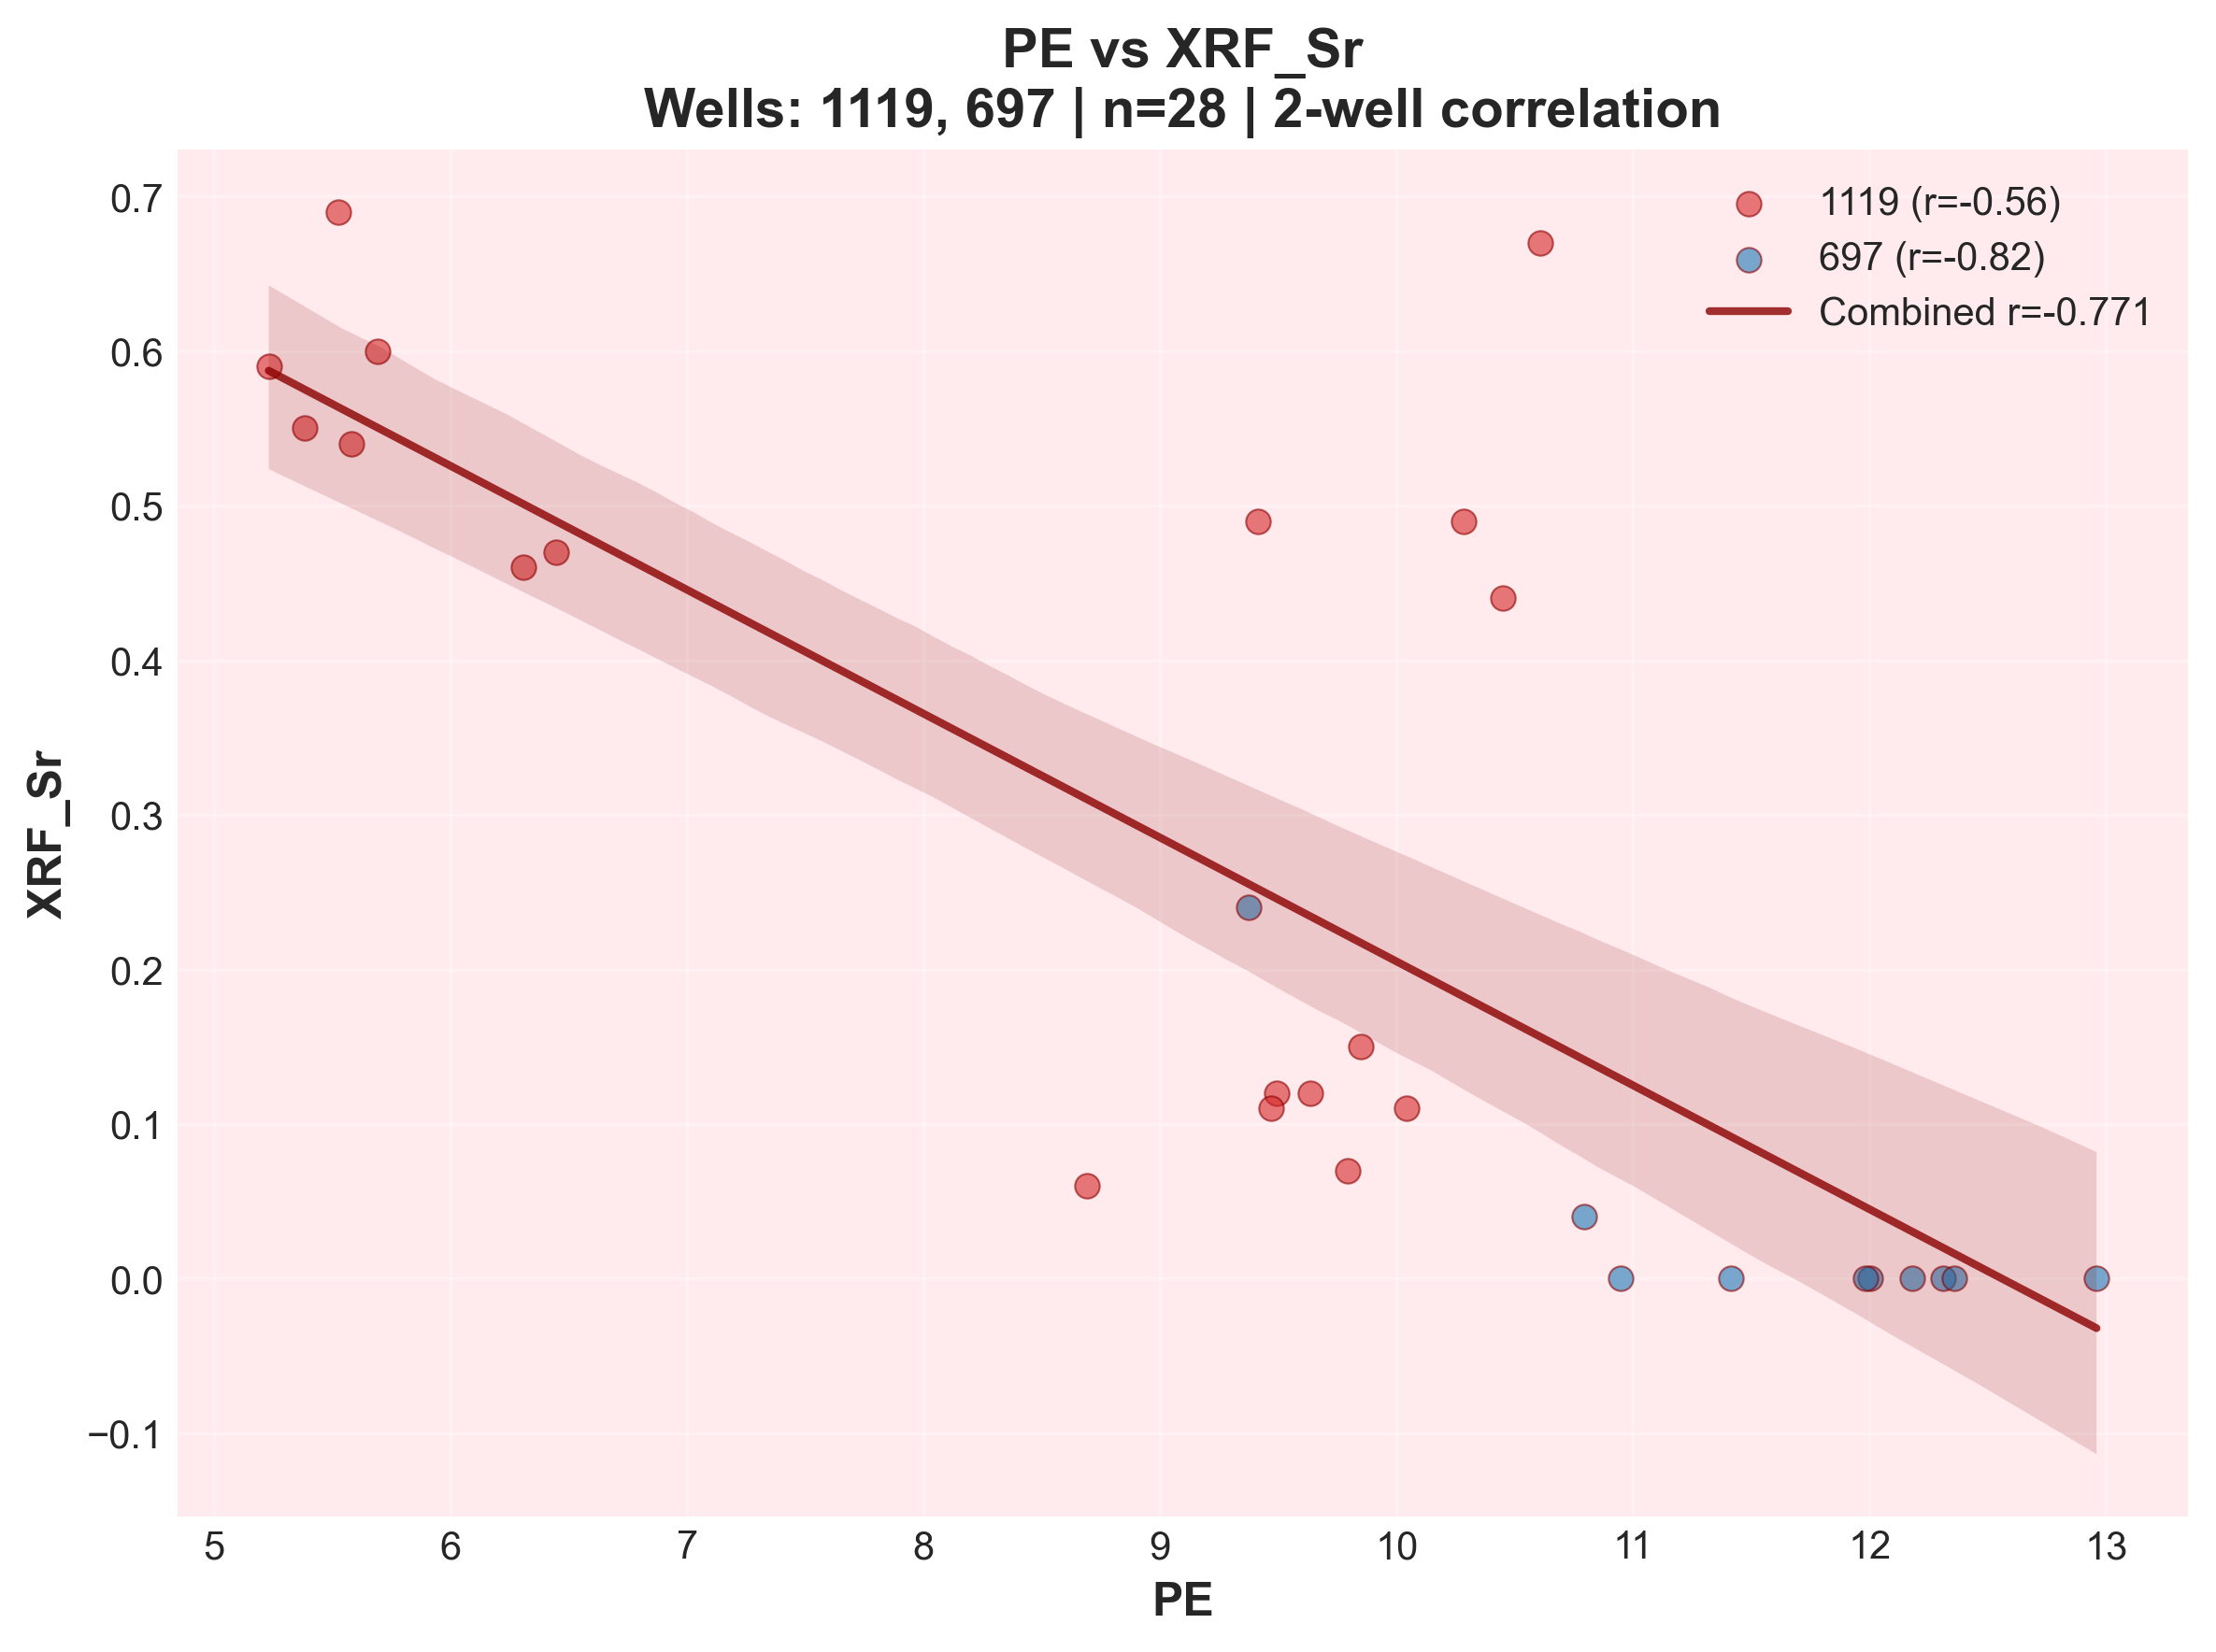 PE vs XRF_Sr
Wells: 1119, 697 | n=28 | 2-well correlation
1119 (r=-0.56)
697 (r=-0.82)
Combined r=-0.771
XRF_Sr
0.7
0.6
0.5
0.4
0.3
0.2
0.1
0.0
−0.1
5 6 7 8 9 10 11 12 13
PE